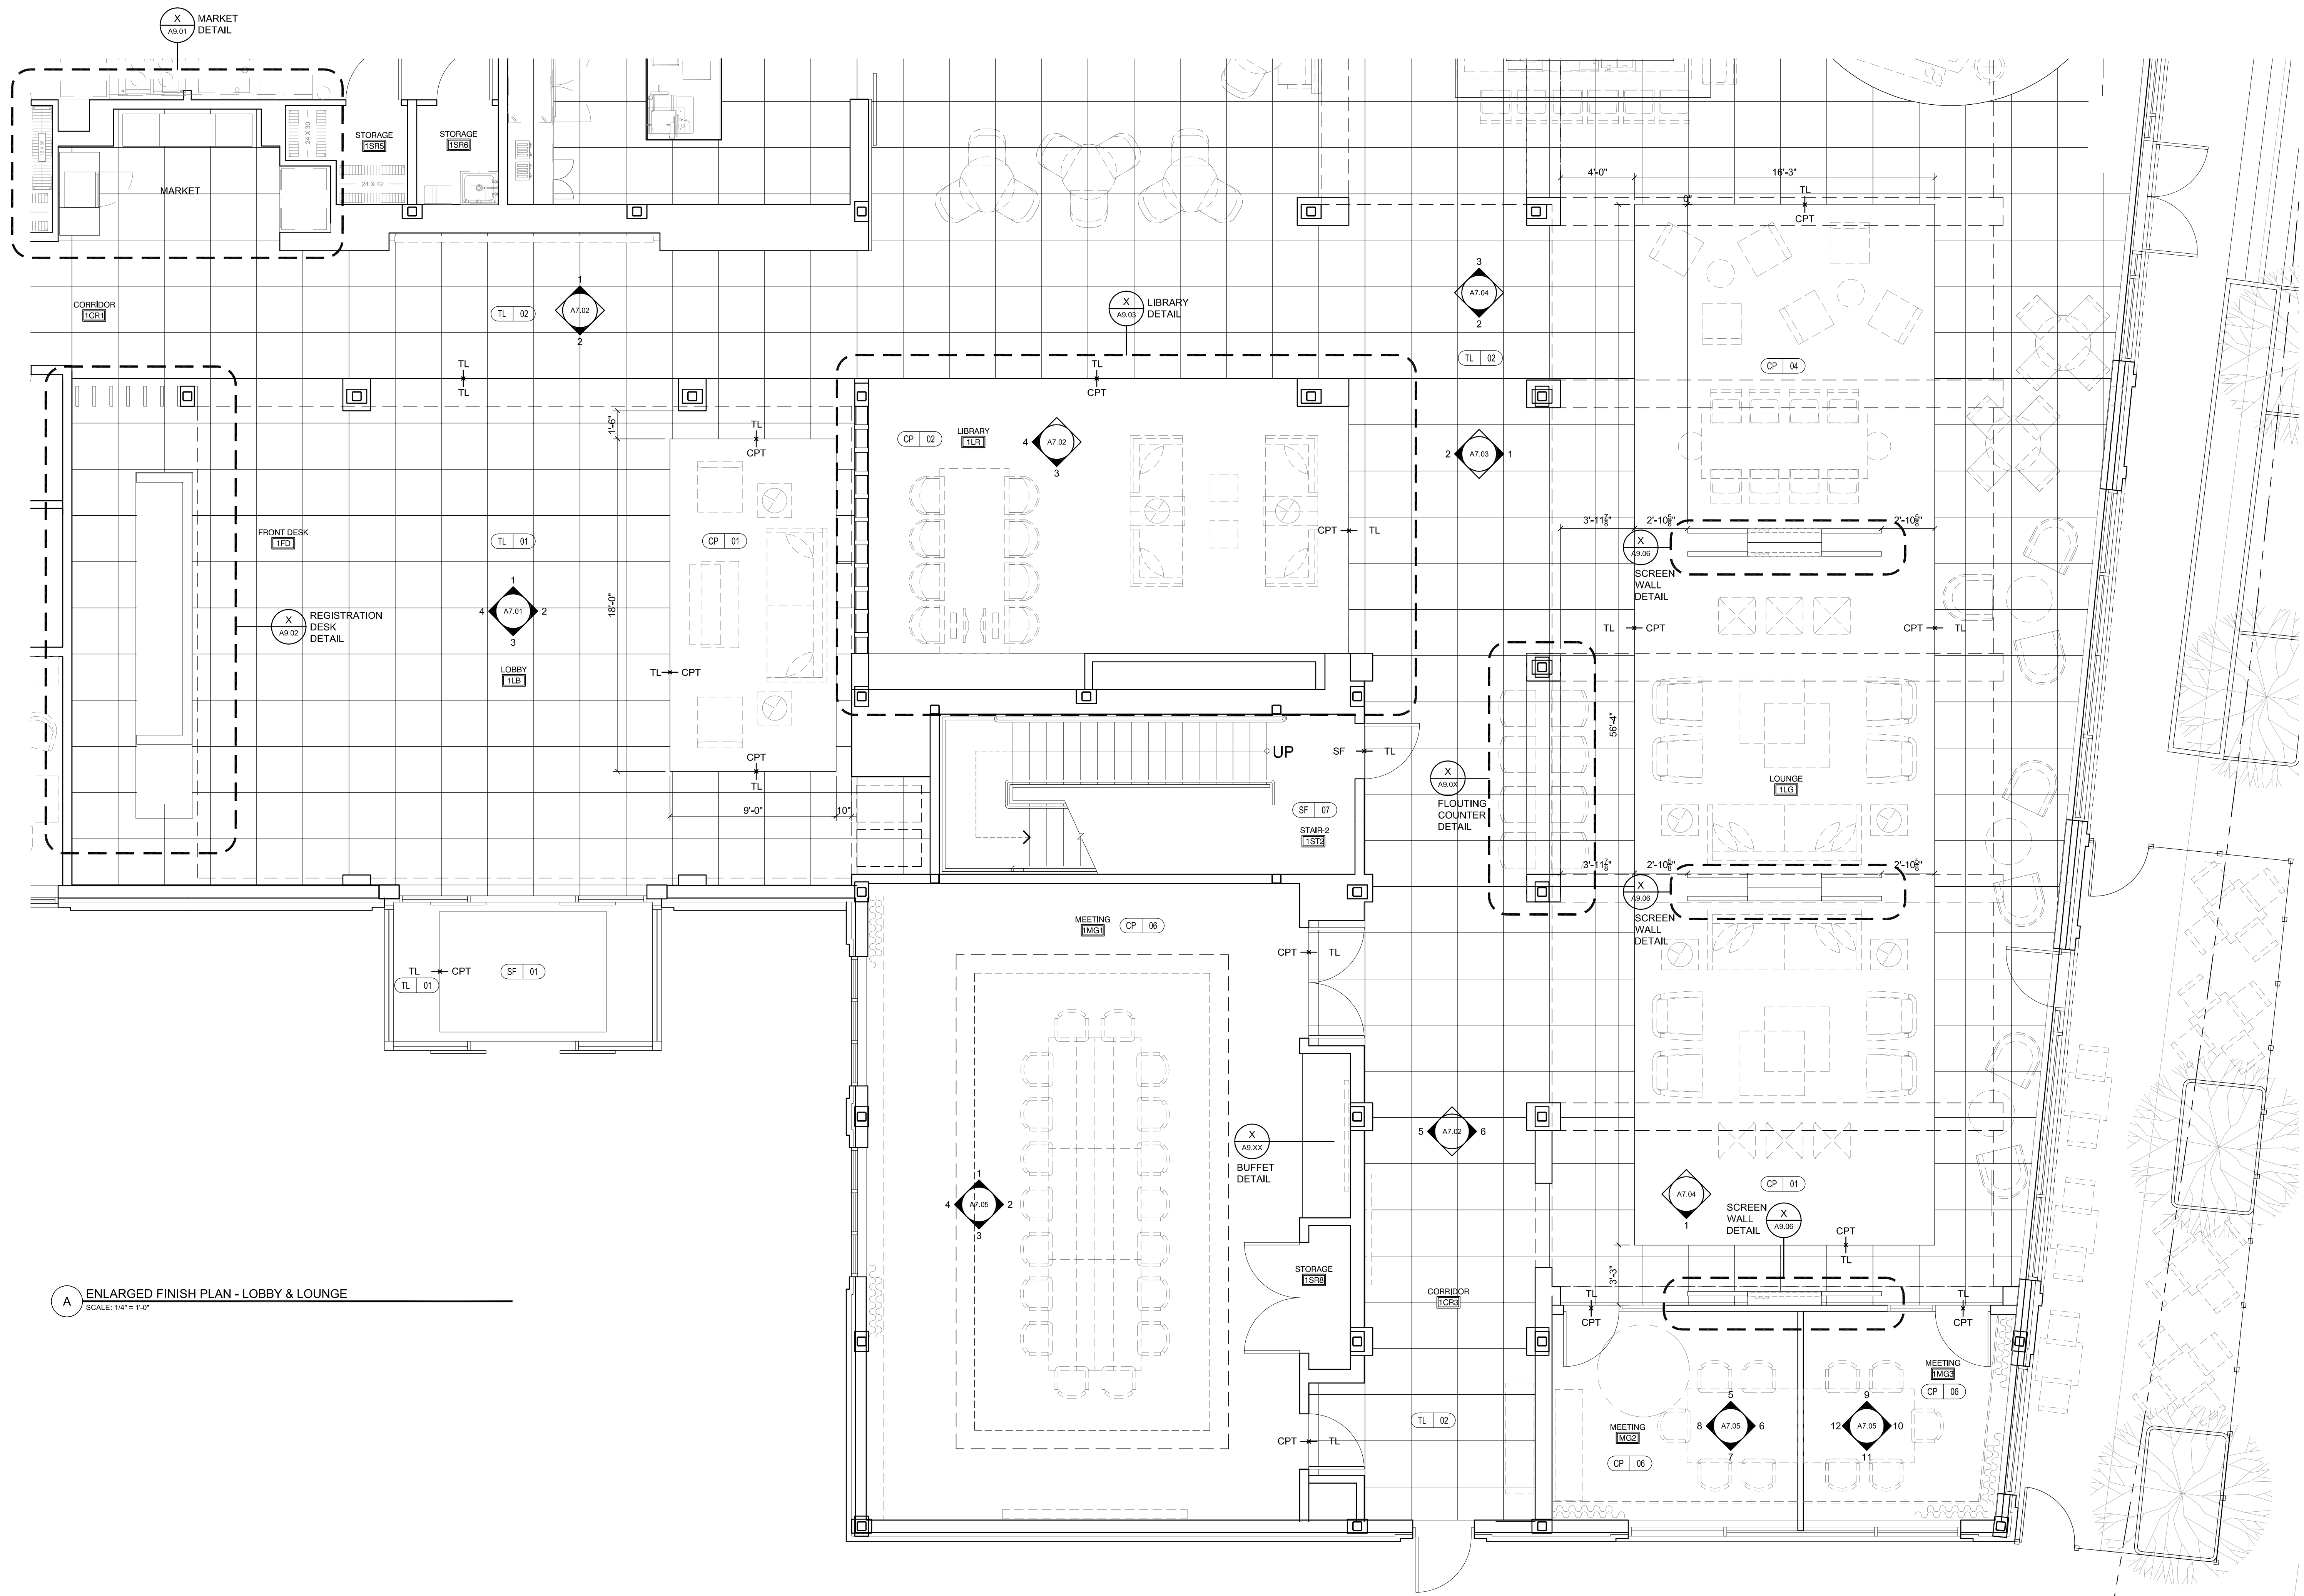 X
A9.01
MARKET
DETAIL
24 X 30
STORAGE
1SR5
STORAGE
1SR6
24 X 42
MARKET
4'-0"
16'-3"
0"
TL
CPT
CORRIDOR
1CR1
TL 02
1
A7.02
2
X
A9.03
LIBRARY
DETAIL
3
A7.04
2
TL 02
CP 04
TL
TL
TL
CPT
1'-6"
TL
CPT
CP 02
LIBRARY
1LR
4
A7.02
3
2
A7.03
1
FRONT DESK
1FD
TL 01
CP 01
CPT
TL
3'-11 7/8"
2'-10 5/8"
2'-10 5/8"
X
A9.06
SCREEN
WALL
DETAIL
X
A9.02
REGISTRATION
DESK
DETAIL
1
4
A7.01
2
3
18'-0"
TL
CPT
CPT
TL
LOBBY
1LB
TL
CPT
56'-4"
CPT
TL
9'-0"
10"
UP
SF
TL
SF 07
STAIR-2
1ST2
X
A9.0X
FLOUTING
COUNTER
DETAIL
LOUNGE
1LG
3'-11 7/8"
2'-10 5/8"
2'-10 5/8"
X
A9.06
SCREEN
WALL
DETAIL
MEETING
1MG1
CP 06
CPT
TL
TL
CPT
SF 01
TL 01
X
A9.XX
BUFFET
DETAIL
5
A7.02
6
1
4
A7.05
2
3
A7.04
1
CP 01
SCREEN
WALL
DETAIL
X
A9.06
CPT
TL
3'-3"
STORAGE
1SR8
CORRIDOR
1CR3
A
ENLARGED FINISH PLAN - LOBBY & LOUNGE
SCALE: 1/4" = 1'-0"
TL
CPT
TL
CPT
MEETING
1MG3
CP 06
TL 02
CPT
TL
MEETING
MG2
CP 06
5
8
A7.05
6
7
9
12
A7.05
10
11